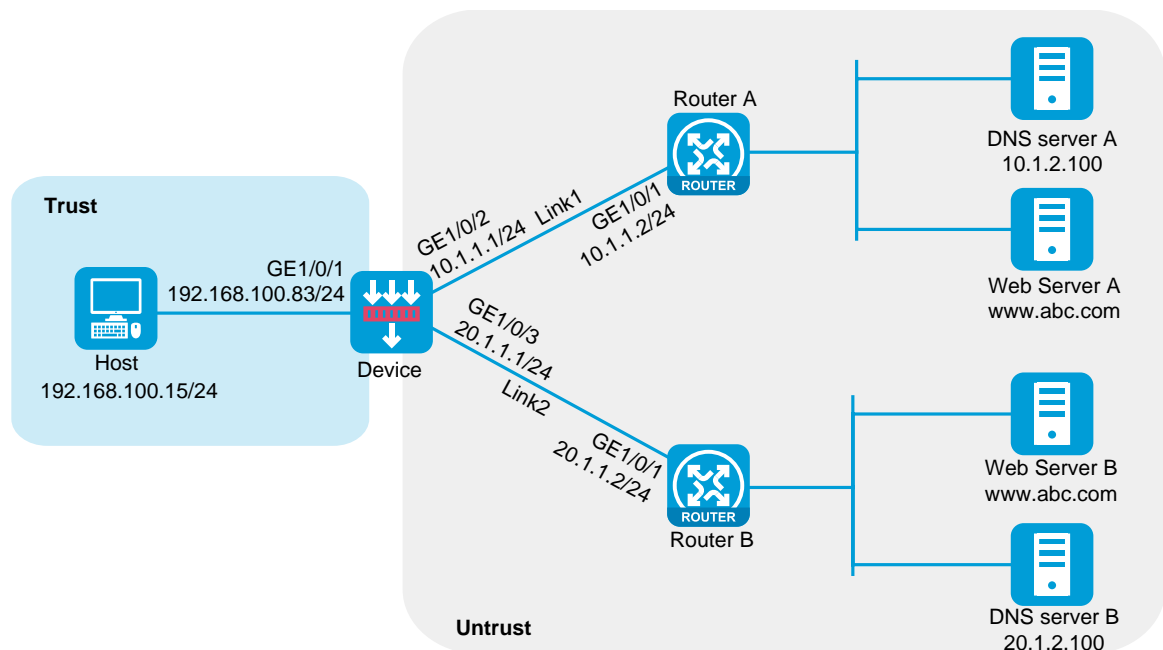 Trust
GE1/0/1
192.168.100.83/24
Host
192.168.100.15/24
Device
GE1/0/2
10.1.1.1/24 Link1
GE1/0/1
10.1.1.2/24
Router A
ROUTER
DNS server A
10.1.2.100
Web Server A
www.abc.com
GE1/0/3
20.1.1.1/24
Link2
GE1/0/1
20.1.1.2/24
ROUTER
Router B
Web Server B
www.abc.com
DNS server B
20.1.2.100
Untrust